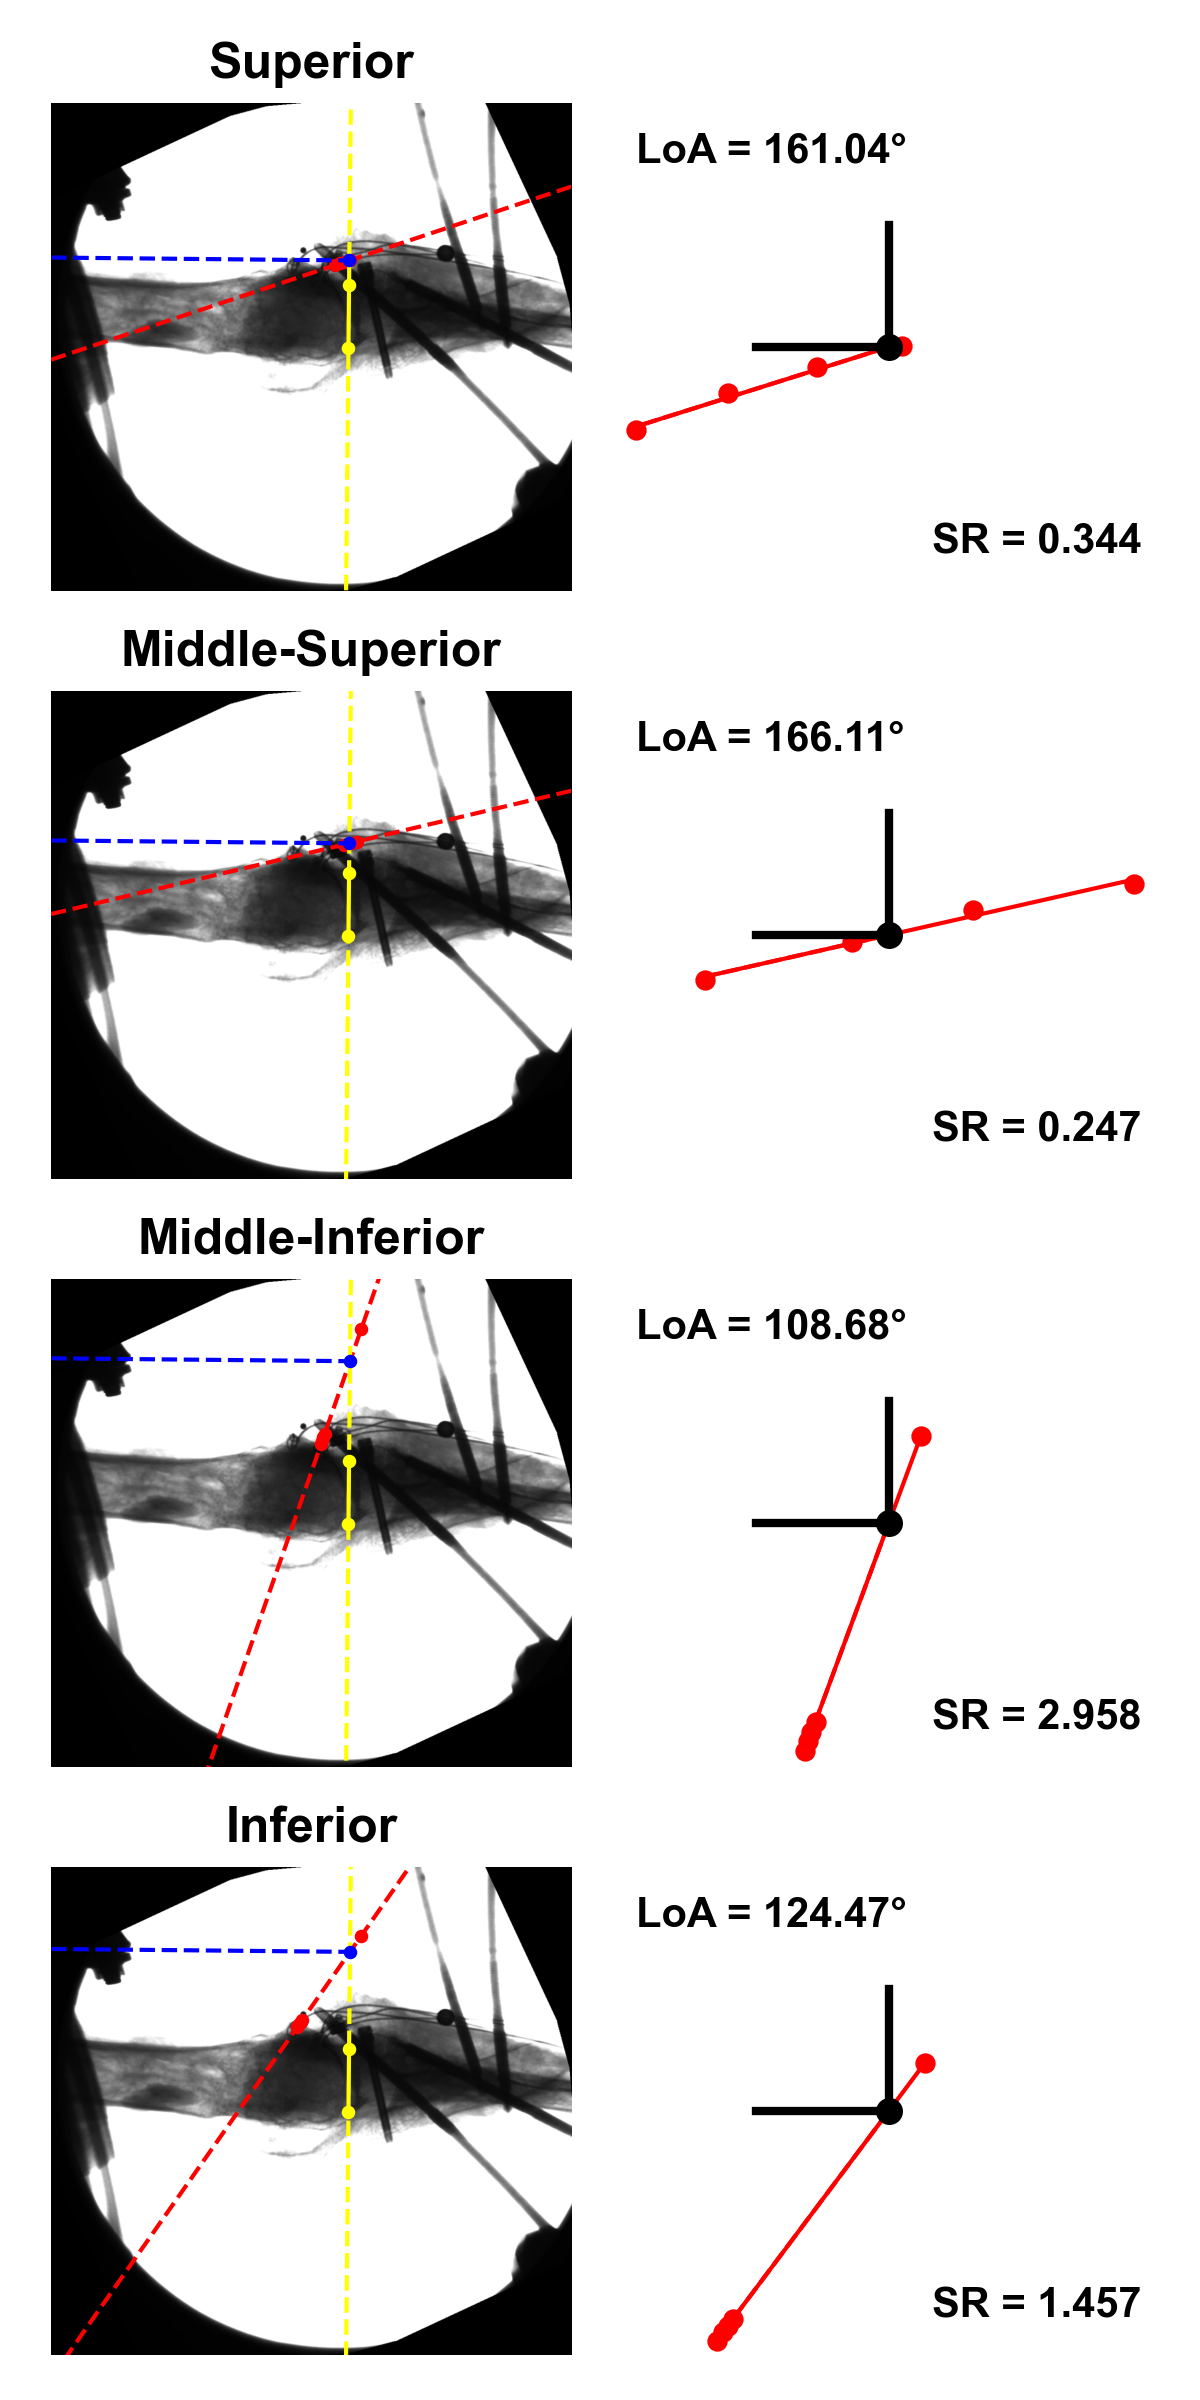 Superior
LoA = 161.04°
SR = 0.344
Middle-Superior
LoA = 166.11°
SR = 0.247
Middle-Inferior
LoA = 108.68°
SR = 2.958
Inferior
LoA = 124.47°
SR = 1.457